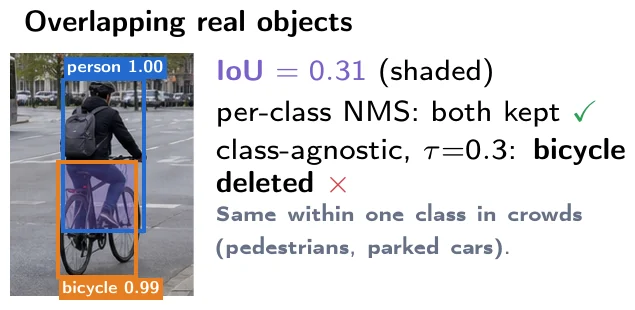 Overlapping real objects
person 1.00
IoU = 0.31 (shaded)
per-class NMS: both kept ✓
class-agnostic, τ=0.3: bicycle
deleted ×
Same within one class in crowds
(pedestrians, parked cars).
bicycle 0.99